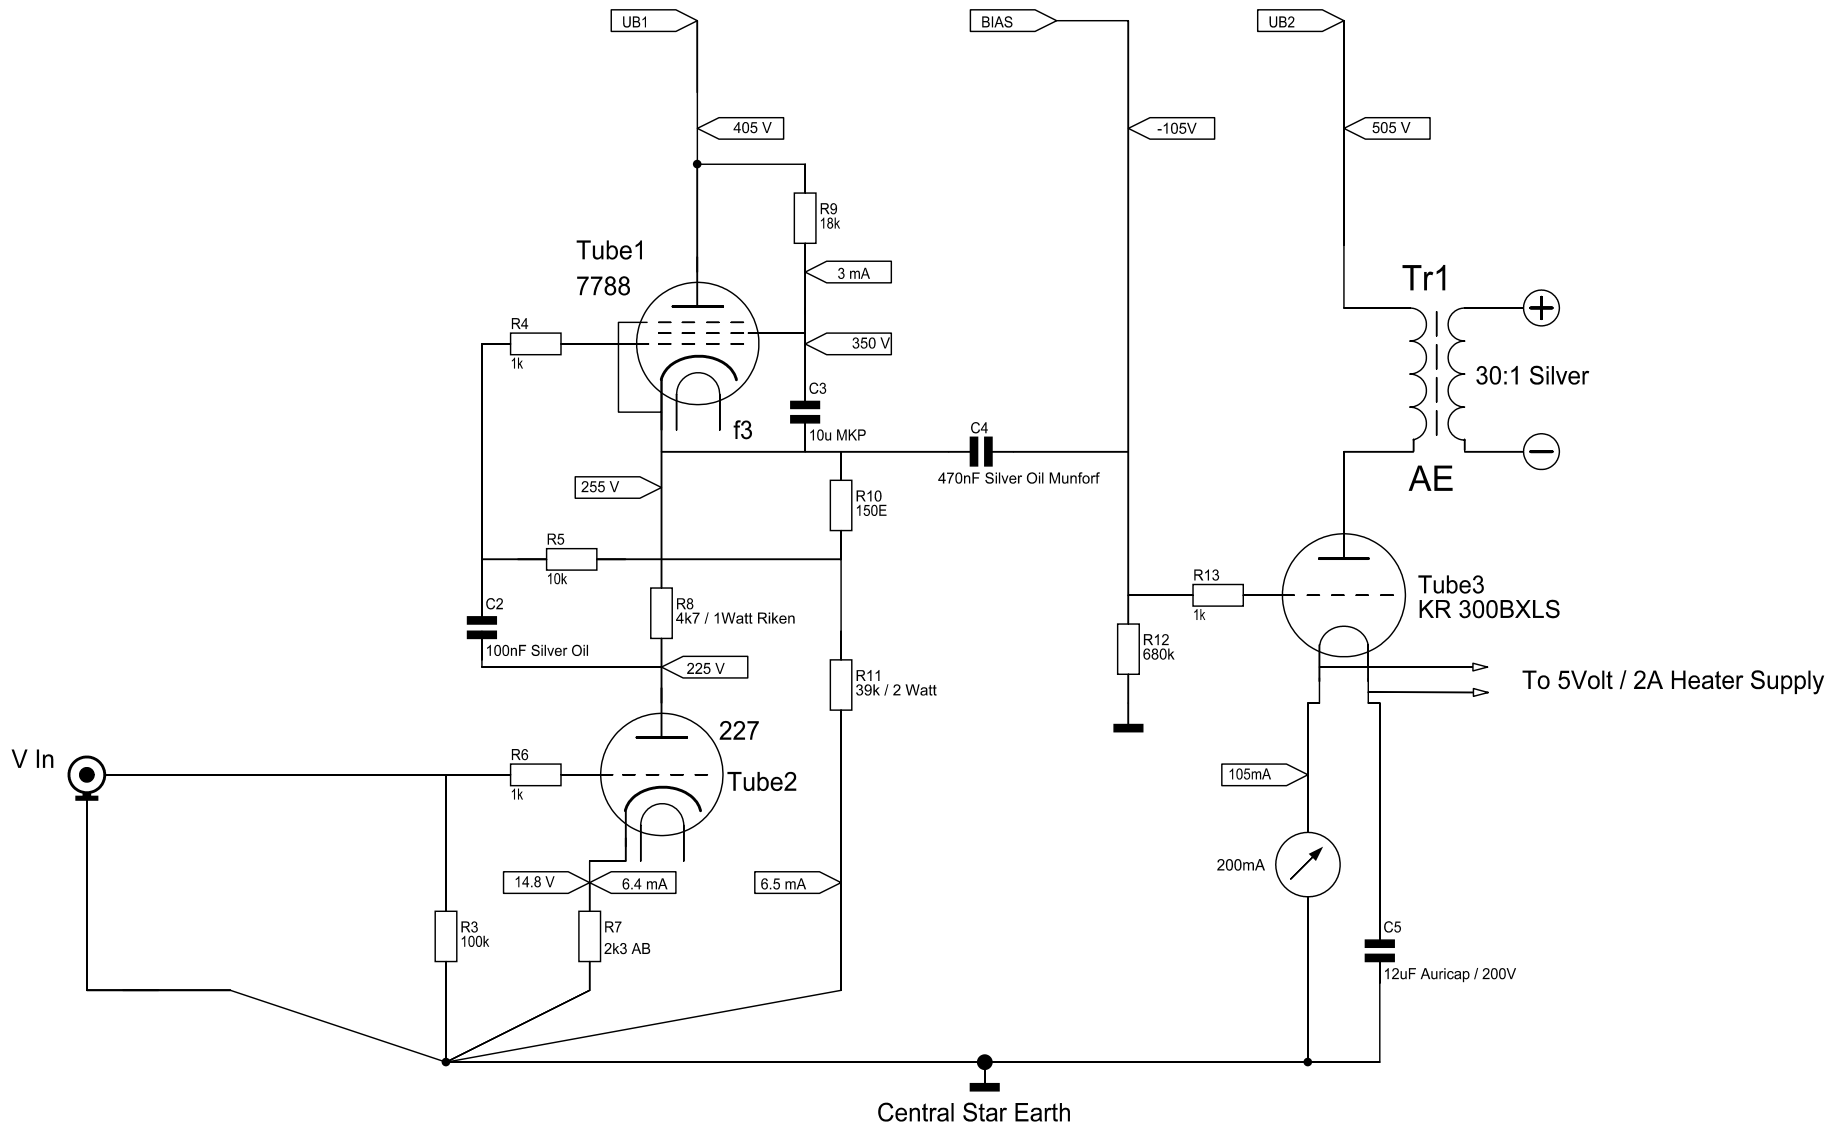 UB1
BIAS
UB2
405 V
-105V
505 V
R9
18k
Tube1
7788
3 mA
Tr1
R4
1k
350 V
30:1 Silver
C3
10u MKP
f3
C4
470nF Silver Oil Munforf
AE
255 V
R10
150E
R5
10k
R13
1k
Tube3
KR 300BXLS
C2
100nF Silver Oil
R8
4k7 / 1Watt Riken
R12
680k
225 V
R11
39k / 2 Watt
To 5Volt / 2A Heater Supply
227
Tube2
V In
R6
1k
105mA
200mA
14.8 V
6.4 mA
6.5 mA
R3
100k
R7
2k3 AB
C5
12uF Auricap / 200V
Central Star Earth